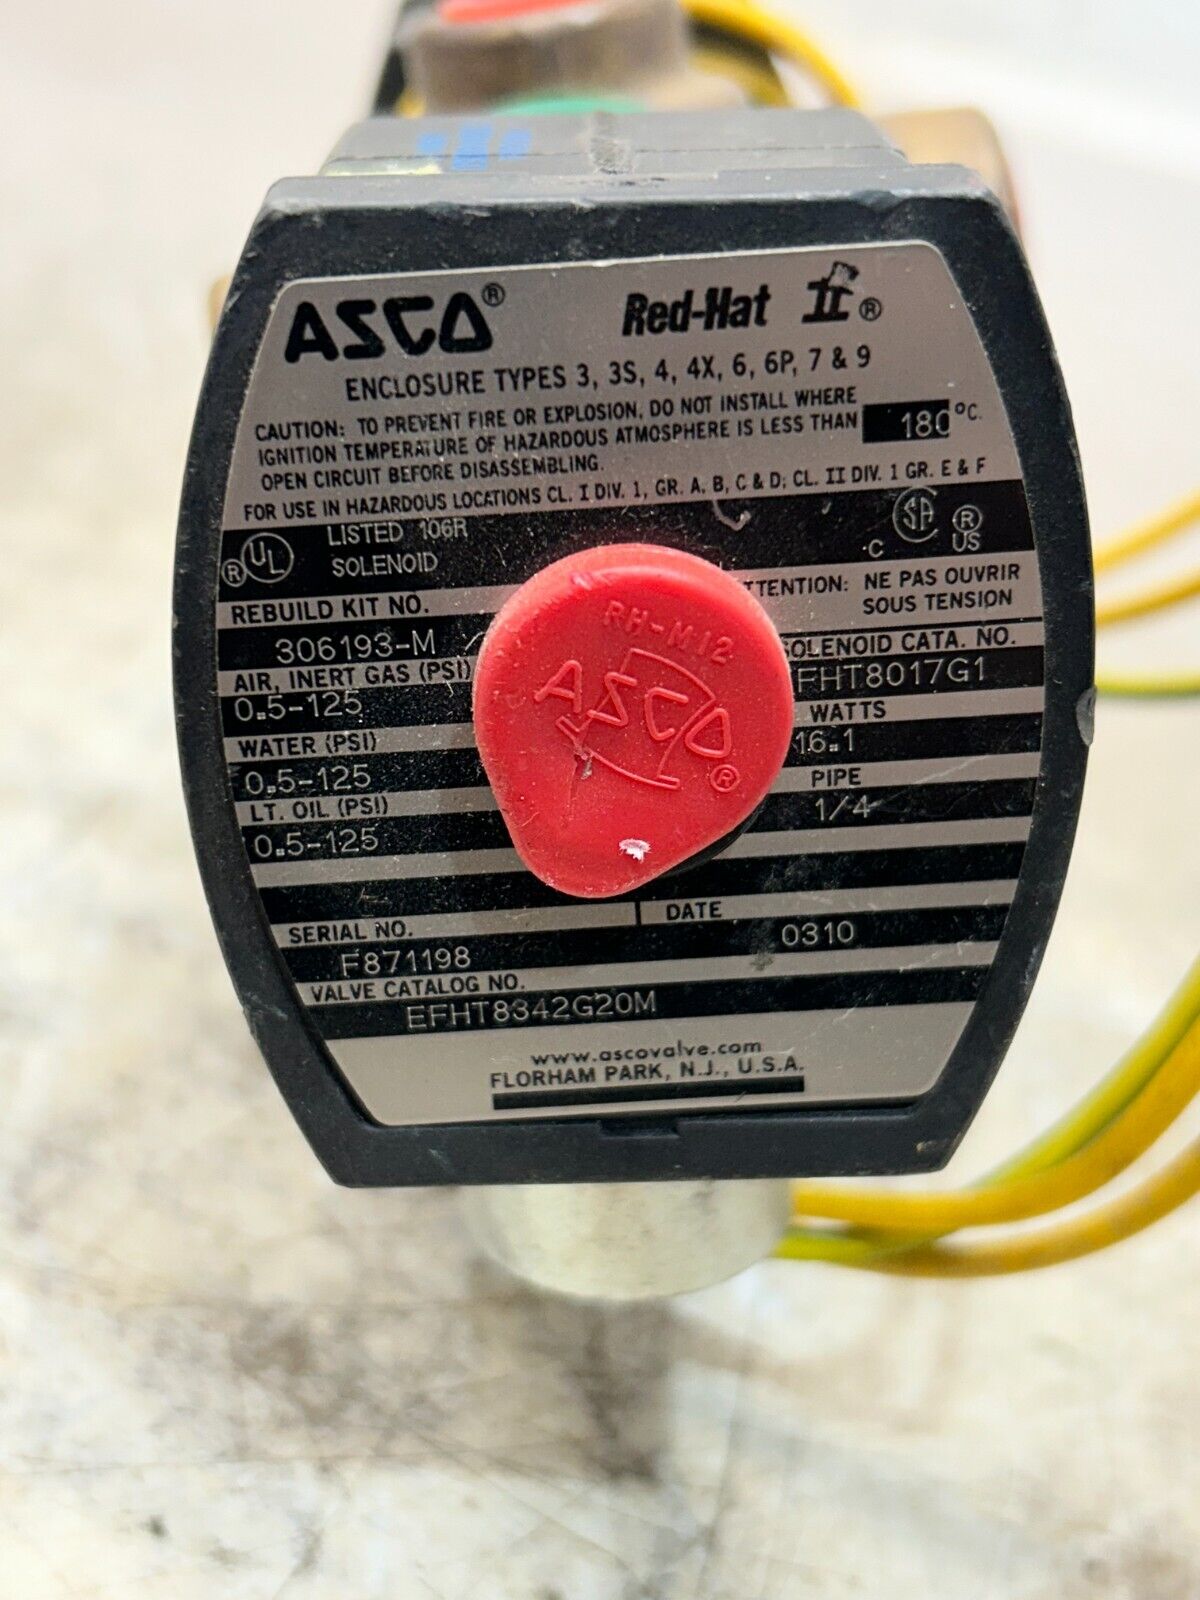 ASCO® Red-Hat II®
ENCLOSURE TYPES 3, 3S, 4, 4X, 6, 6P, 7 & 9
CAUTION: TO PREVENT FIRE OR EXPLOSION, DO NOT INSTALL WHERE
IGNITION TEMPERATURE OF HAZARDOUS ATMOSPHERE IS LESS THAN 180 °C.
OPEN CIRCUIT BEFORE DISASSEMBLING.
FOR USE IN HAZARDOUS LOCATIONS CL. I DIV. 1, GR. A, B, C & D; CL. II DIV. 1 GR. E & F
® UL LISTED 106R
SOLENOID
C SA ® US
REBUILD KIT NO.
306193-M
TTENTION: NE PAS OUVRIR
SOUS TENSION
AIR, INERT GAS (PSI)
0.5-125
SOLENOID CATA. NO.
FHT8017G1
WATER (PSI)
0.5-125
WATTS
16.1
LT. OIL (PSI)
0.5-125
PIPE
1/4
RH-M12
ASCO®
SERIAL NO.
F871198
DATE
0310
VALVE CATALOG NO.
EFHT8342G20M
www.ascovalve.com
FLORHAM PARK, N.J., U.S.A.